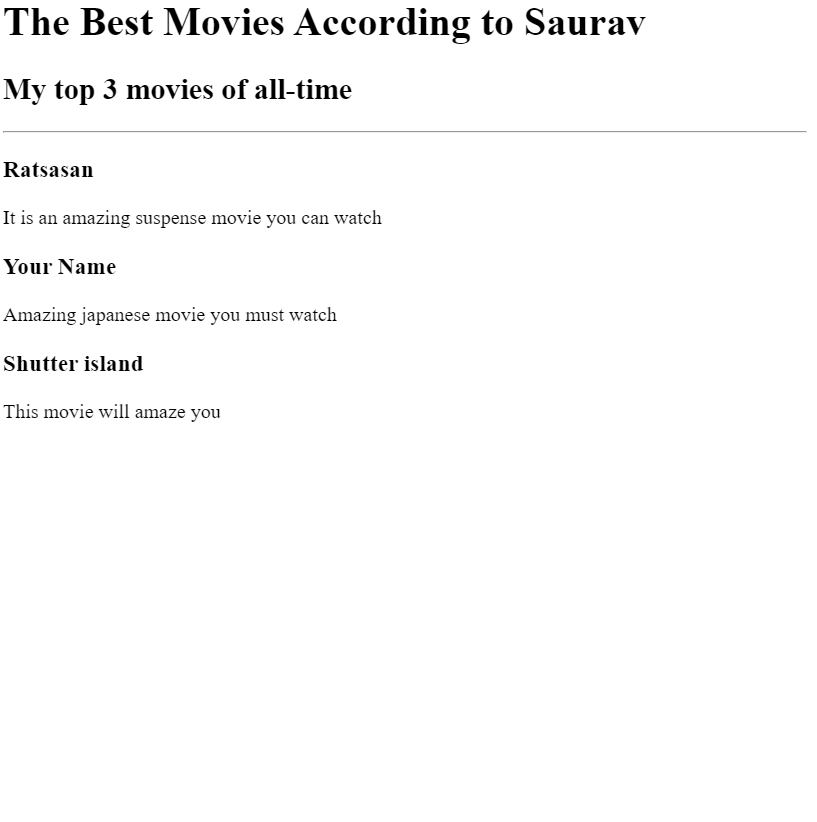 The Best Movies According to Saurav
My top 3 movies of all-time
Ratsasan
It is an amazing suspense movie you can watch
Your Name
Amazing japanese movie you must watch
Shutter island
This movie will amaze you